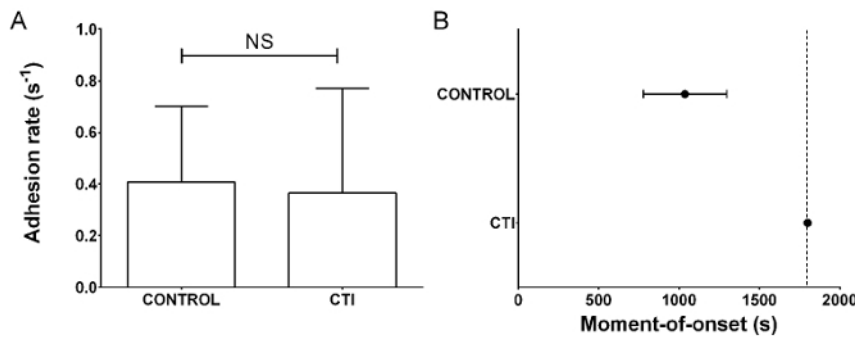 A
Adhesion rate (s-1)
1.0
0.8
0.6
0.4
0.2
0.0
NS
CONTROL CTI
B
CONTROL
CTI
0 500 1000 1500 2000
Moment-of-onset (s)